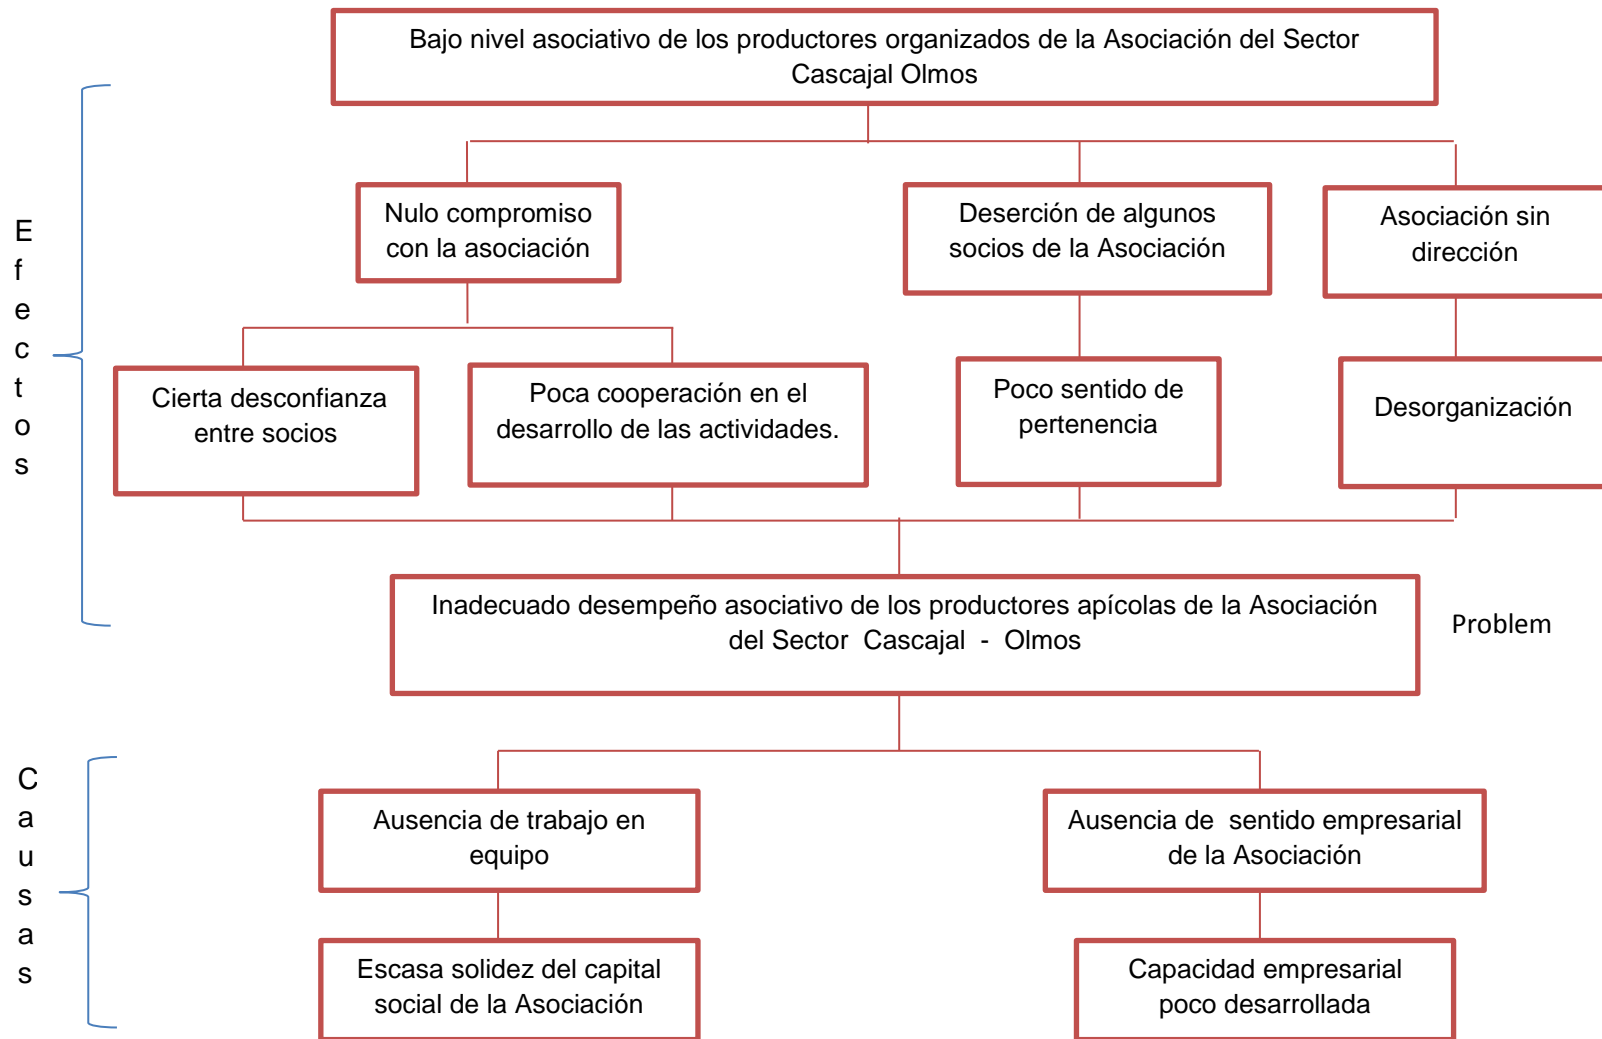 Bajo nivel asociativo de los productores organizados de la Asociación del Sector
Cascajal Olmos
E
f
e
c
t
o
s
Nulo compromiso
con la asociación
Deserción de algunos
socios de la Asociación
Asociación sin
dirección
Cierta desconfianza
entre socios
Poca cooperación en el
desarrollo de las actividades.
Poco sentido de
pertenencia
Desorganización
Inadecuado desempeño asociativo de los productores apícolas de la Asociación
del Sector Cascajal - Olmos
Problem
C
a
u
s
a
s
Ausencia de trabajo en
equipo
Ausencia de sentido empresarial
de la Asociación
Escasa solidez del capital
social de la Asociación
Capacidad empresarial
poco desarrollada